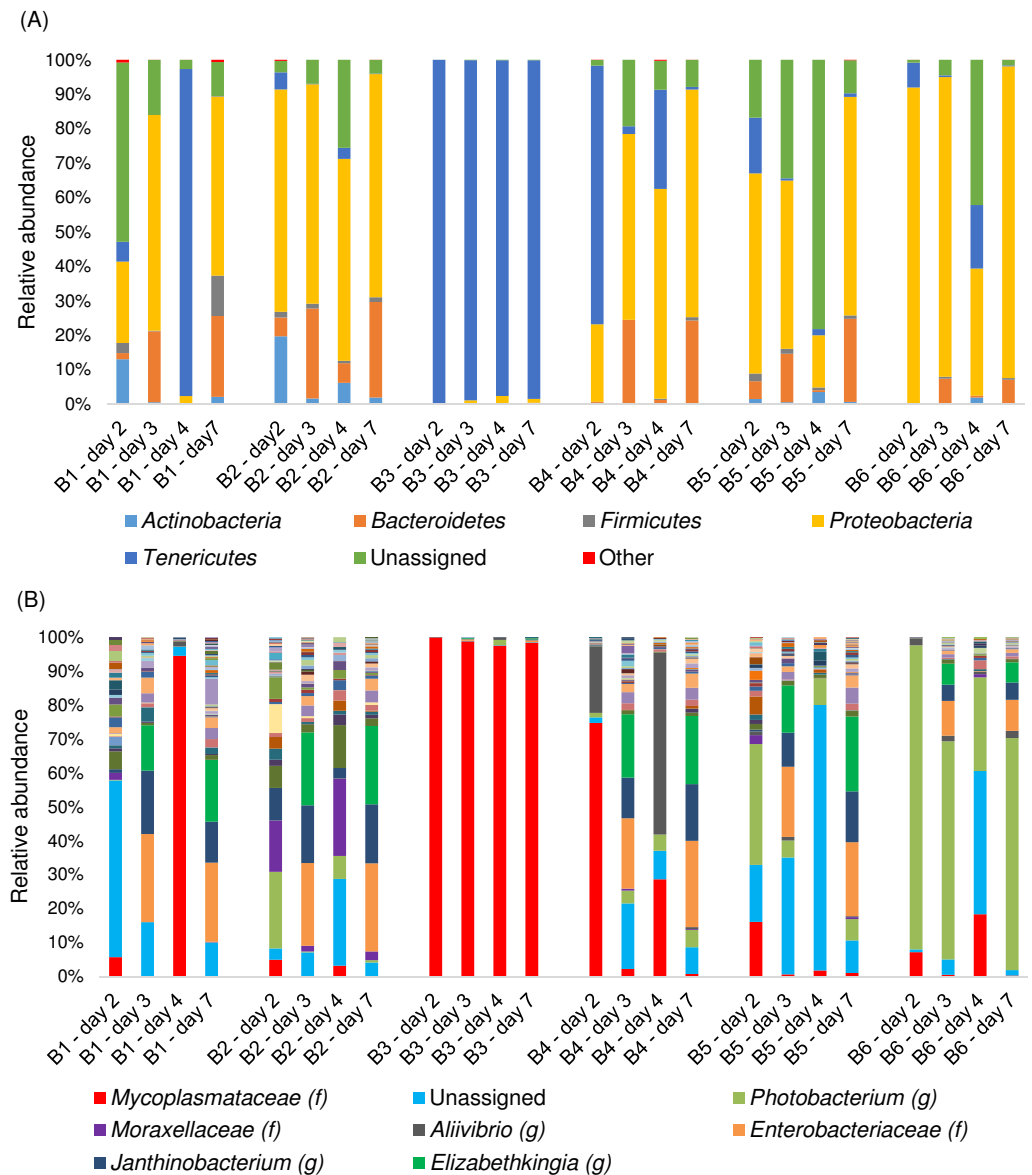 (A)
100%
90%
80%
70%
60%
50%
40%
30%
20%
10%
0%
Relative abundance
B1 - day 2
B1 - day 3
B1 - day 4
B1 - day7
B2 - day 2
B2 - day 3
B2 - day 4
B2 - day 7
B3 - day 2
B3 - day 3
B3 - day 4
B3 - day 7
B4 - day 2
B4 - day 3
B4 - day 4
B4 - day 7
B5 - day 2
B5 - day 3
B5 - day 4
B5 - day 7
B6 - day 2
B6 - day 3
B6 - day 4
B6 - day 7
Actinobacteria Bacteroidetes Firmicutes Proteobacteria
Tenericutes Unassigned Other
(B)
100%
90%
80%
70%
60%
50%
40%
30%
20%
10%
0%
Relative abundance
B1 - day 2
B1 - day 3
B1 - day 4
B1 - day 7
B2 - day 2
B2 - day 3
B2 - day 4
B2 - day 7
B3 - day 2
B3 - day 3
B3 - day 4
B3 - day 7
B4 - day 2
B4 - day 3
B4 - day 4
B4 - day 7
B5 - day 2
B5 - day 3
B5 - day 4
B5 - day 7
B6 - day 2
B6 - day 3
B6 - day 4
B6 - day 7
Mycoplasmataceae (f) Unassigned Photobacterium (g)
Moraxellaceae (f) Aliivibrio (g) Enterobacteriaceae (f)
Janthinobacterium (g) Elizabethkingia (g)